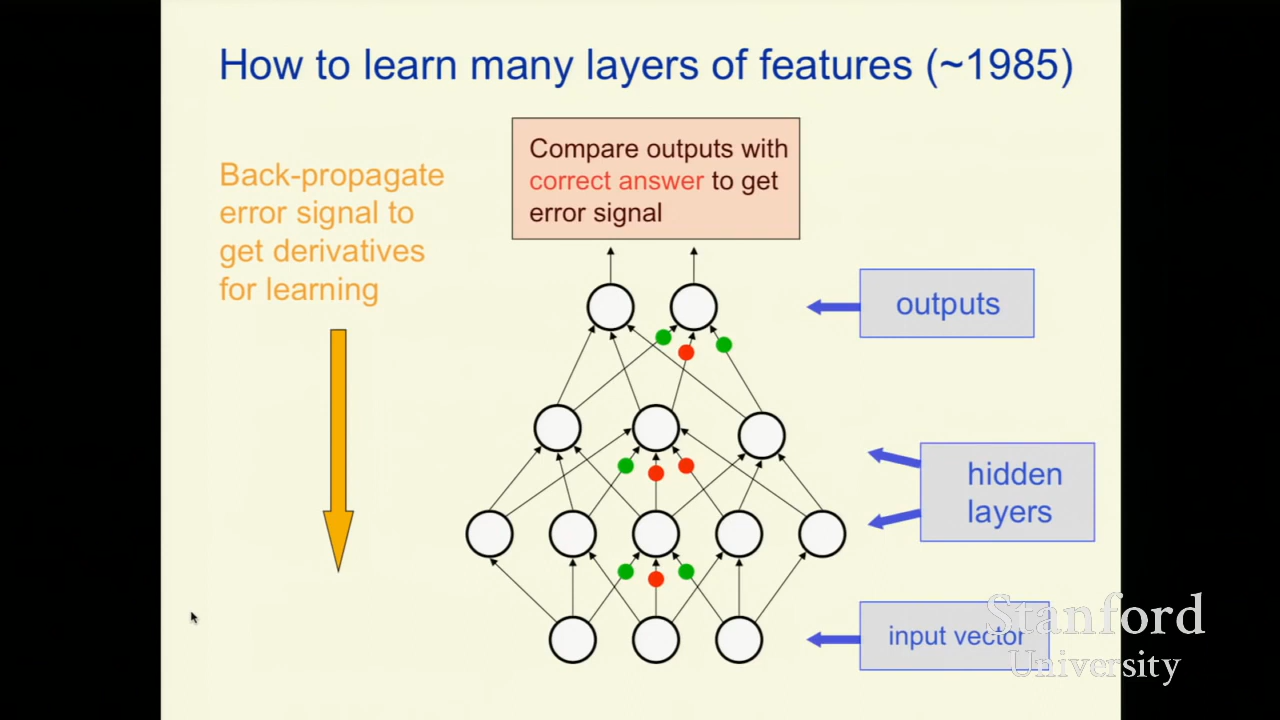 How to learn many layers of features (~1985)
Back-propagate
error signal to
get derivatives
for learning
Compare outputs with
correct answer to get
error signal
outputs
hidden
layers
input vector
Stanford
University